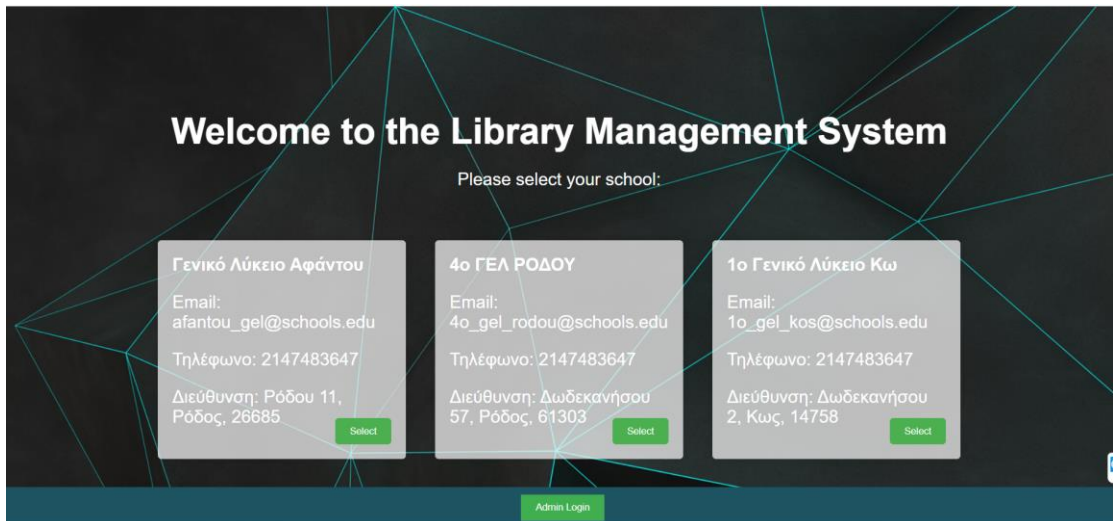 Welcome to the Library Management System
Please select your school:
Γενικό Λύκειο Αφάντου
Email:
afantou_gel@schools.edu
Τηλέφωνο: 2147483647
Διεύθυνση: Ρόδου 11,
Ρόδος, 26685
Select
4ο ΓΕΛ ΡΟΔΟΥ
Email:
4o_gel_rodou@schools.edu
Τηλέφωνο: 2147483647
Διεύθυνση: Δωδεκανήσου
57, Ρόδος, 61303
Select
1ο Γενικό Λύκειο Κω
Email:
1o_gel_kos@schools.edu
Τηλέφωνο: 2147483647
Διεύθυνση: Δωδεκανήσου
2, Κως, 14758
Select
Admin Login